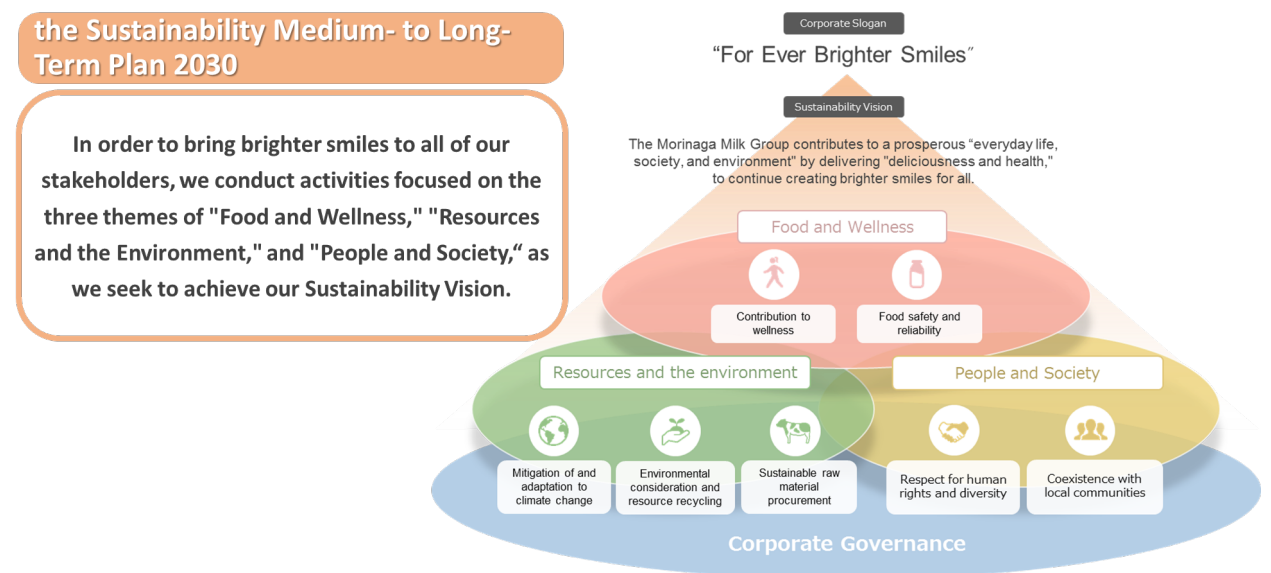 the Sustainability Medium- to Long-
Term Plan 2030
In order to bring brighter smiles to all of our
stakeholders, we conduct activities focused on the
three themes of "Food and Wellness," "Resources
and the Environment," and "People and Society,“ as
we seek to achieve our Sustainability Vision.
Corporate Slogan
“For Ever Brighter Smiles”
Sustainability Vision
The Morinaga Milk Group contributes to a prosperous “everyday life,
society, and environment" by delivering "deliciousness and health,"
to continue creating brighter smiles for all.
Food and Wellness
Contribution to
wellness
Food safety and
reliability
Resources and the environment
Mitigation of and
adaptation to
climate change
Environmental
consideration and
resource recycling
Sustainable raw
material
procurement
People and Society
Respect for human
rights and diversity
Coexistence with
local communities
Corporate Governance